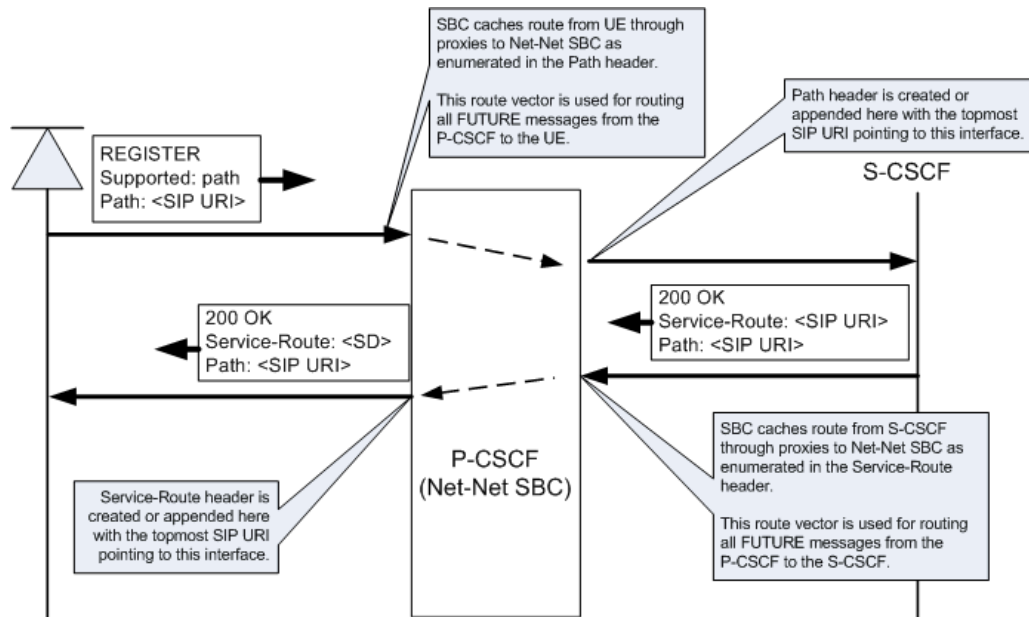 SBC caches route from UE through
proxies to Net-Net SBC as
enumerated in the Path header.
This route vector is used for routing
all FUTURE messages from the
P-CSCF to the UE.
Path header is created or
appended here with the topmost
SIP URI pointing to this interface.
REGISTER
Supported: path
Path: <SIP URI>
S-CSCF
200 OK
Service-Route: <SD>
Path: <SIP URI>
200 OK
Service-Route: <SIP URI>
Path: <SIP URI>
P-CSCF
(Net-Net SBC)
Service-Route header is
created or appended here
with the topmost SIP URI
pointing to this interface.
SBC caches route from S-CSCF
through proxies to Net-Net SBC as
enumerated in the Service-Route
header.
This route vector is used for routing
all FUTURE messages from the
P-CSCF to the S-CSCF.